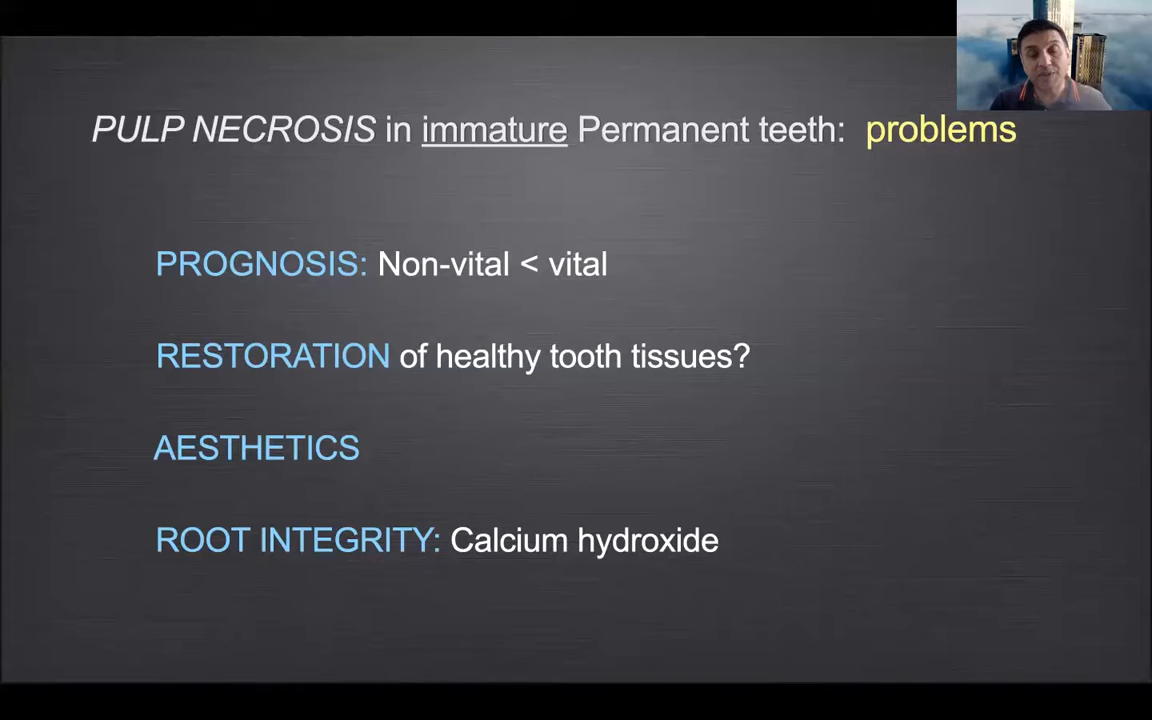 PULP NECROSIS in immature Permanent teeth: problems
PROGNOSIS: Non-vital < vital
RESTORATION of healthy tooth tissues?
AESTHETICS
ROOT INTEGRITY: Calcium hydroxide